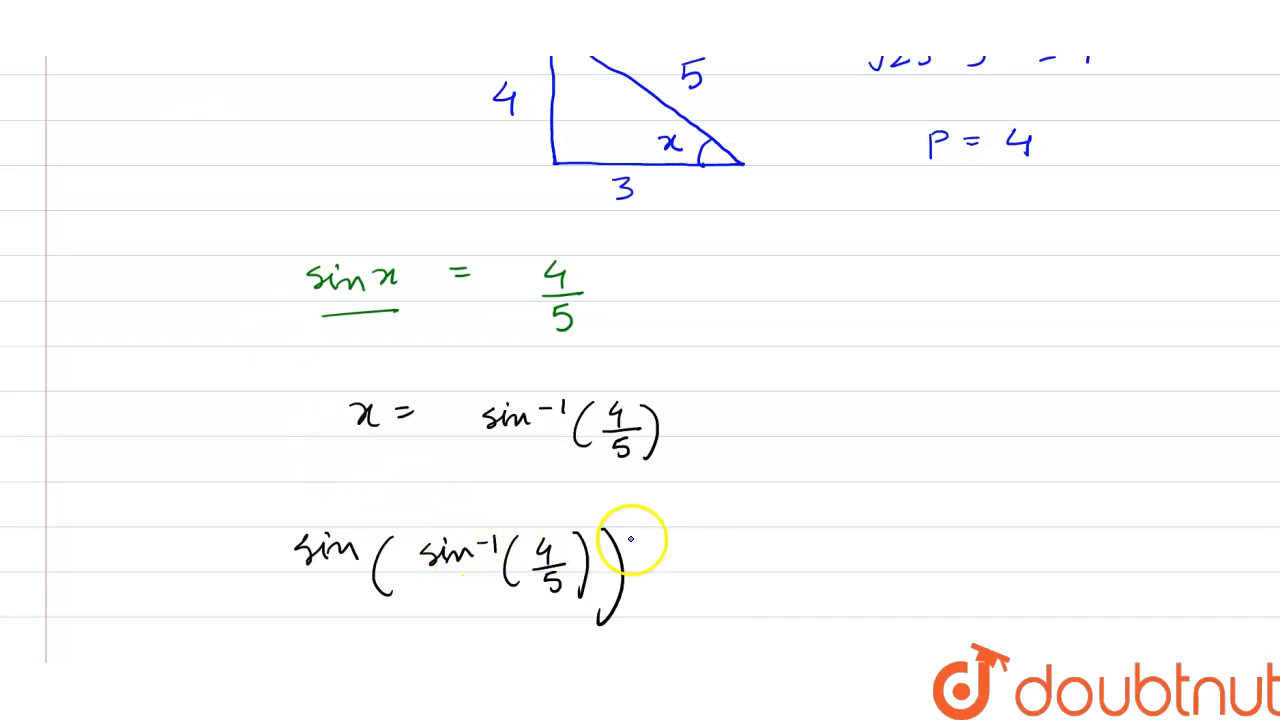 5
4
x
3
P = 4
sin x = 4/5
x = sin⁻¹(4/5)
sin(sin⁻¹(4/5))
doubtnut